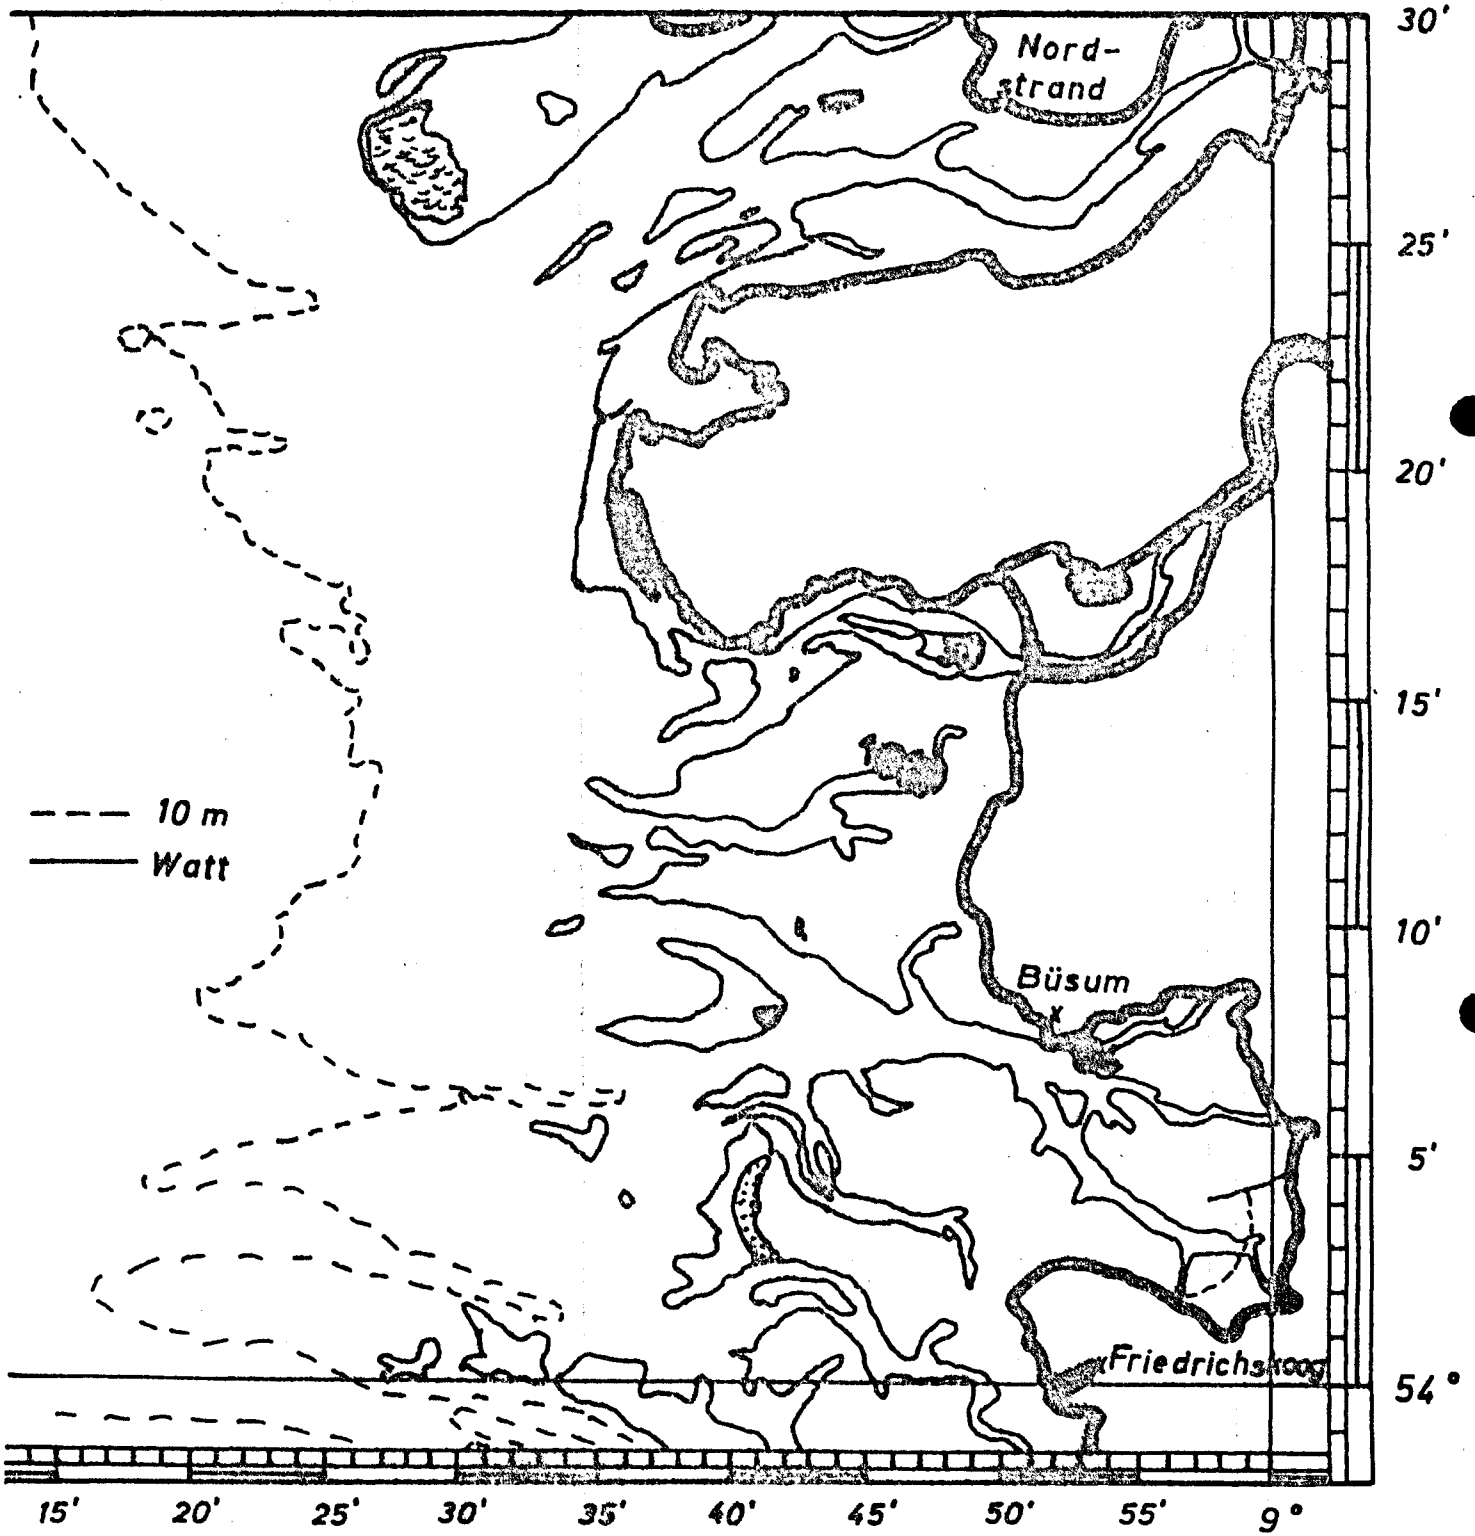 30'
Nord-
strand
25'
20'
15'
10 m
Watt
10'
Büsum
x
5'
Friedrichskoog
54°
15' 20' 25' 30' 35' 40' 45' 50' 55' 9°